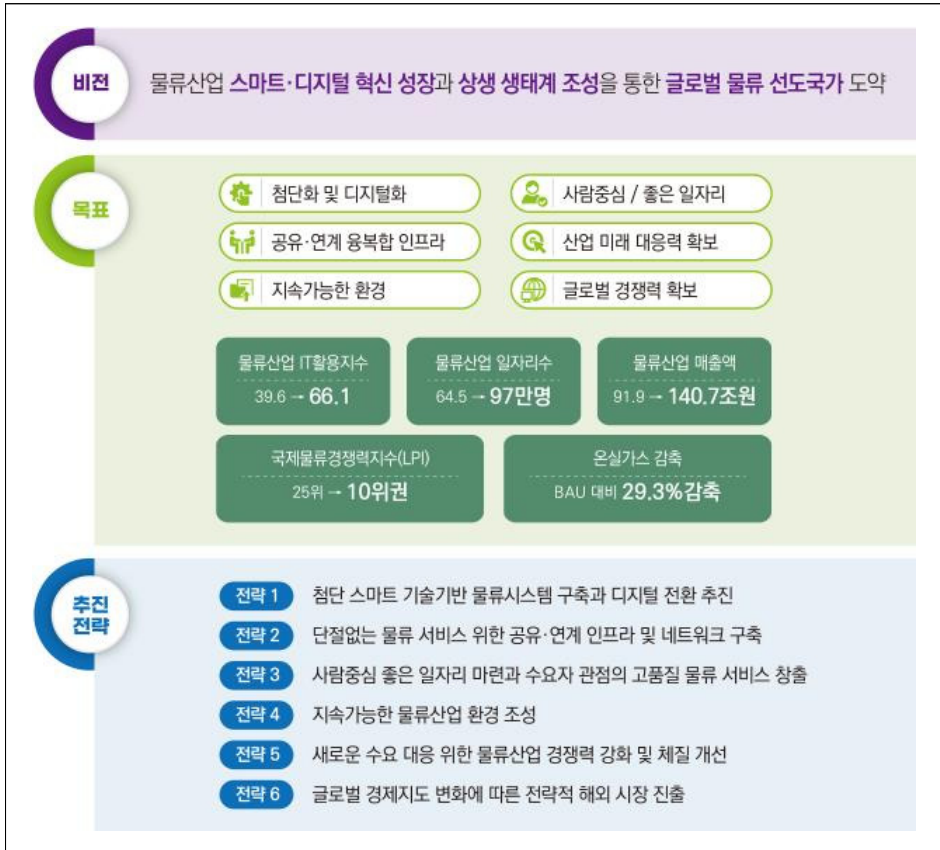 비전
물류산업 스마트·디지털 혁신 성장과 상생 생태계 조성을 통한 글로벌 물류 선도국가 도약
목표
첨단화 및 디지털화
사람중심 / 좋은 일자리
공유·연계 융복합 인프라
산업 미래 대응력 확보
지속가능한 환경
글로벌 경쟁력 확보
물류산업 IT활용지수
39.6 → 66.1
물류산업 일자리수
64.5 → 97만명
물류산업 매출액
91.9 → 140.7조원
국제물류경쟁력지수(LPI)
25위 → 10위권
온실가스 감축
BAU 대비 29.3%감축
추진
전략
전략 1 첨단 스마트 기술기반 물류시스템 구축과 디지털 전환 추진
전략 2 단절없는 물류 서비스 위한 공유·연계 인프라 및 네트워크 구축
전략 3 사람중심 좋은 일자리 마련과 수요자 관점의 고품질 물류 서비스 창출
전략 4 지속가능한 물류산업 환경 조성
전략 5 새로운 수요 대응 위한 물류산업 경쟁력 강화 및 체질 개선
전략 6 글로벌 경제지도 변화에 따른 전략적 해외 시장 진출